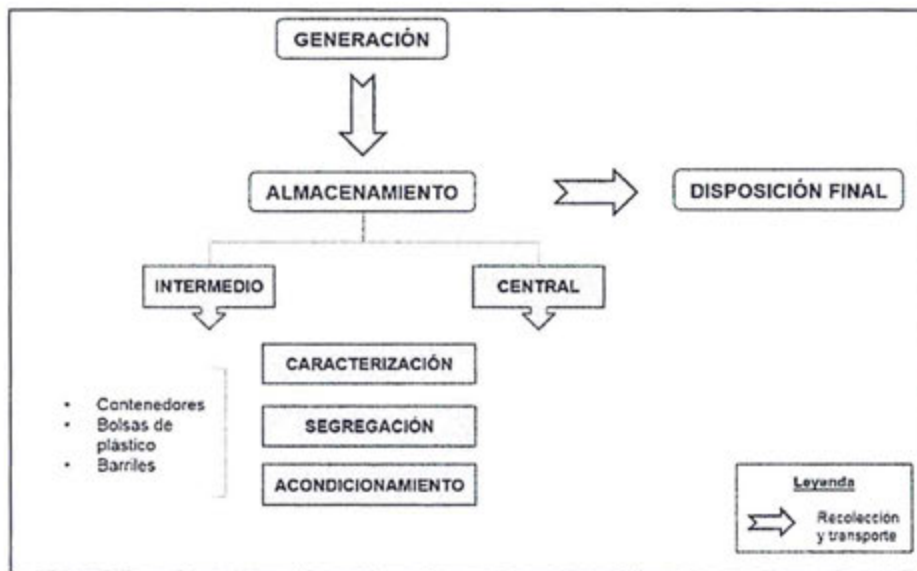 GENERACIÓN
ALMACENAMIENTO
DISPOSICIÓN FINAL
INTERMEDIO
CENTRAL
CARACTERIZACIÓN
SEGREGACIÓN
ACONDICIONAMIENTO
• Contenedores
• Bolsas de
plástico
• Barriles
Leyenda
Recolección
y transporte